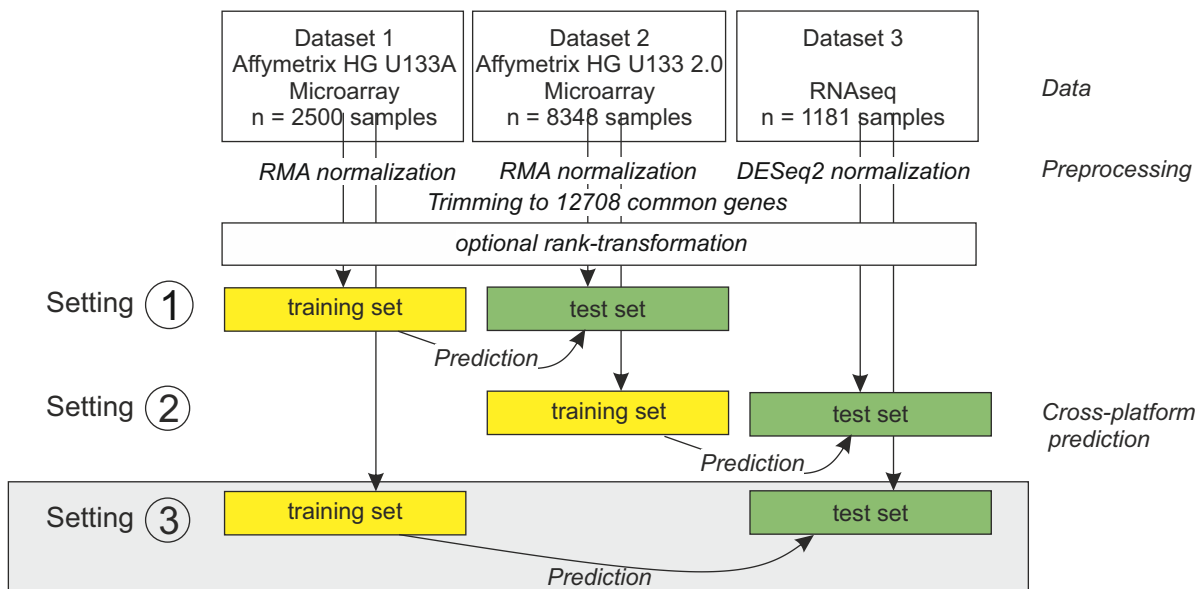 Dataset 1
Affymetrix HG U133A
Microarray
n = 2500 samples
Dataset 2
Affymetrix HG U133 2.0
Microarray
n = 8348 samples
Dataset 3
RNAseq
n = 1181 samples
Data
RMA normalization
RMA normalization
DESeq2 normalization
Preprocessing
Trimming to 12708 common genes
optional rank-transformation
Setting 1
training set
test set
Prediction
Setting 2
training set
test set
Cross-platform
prediction
Prediction
Setting 3
training set
test set
Prediction